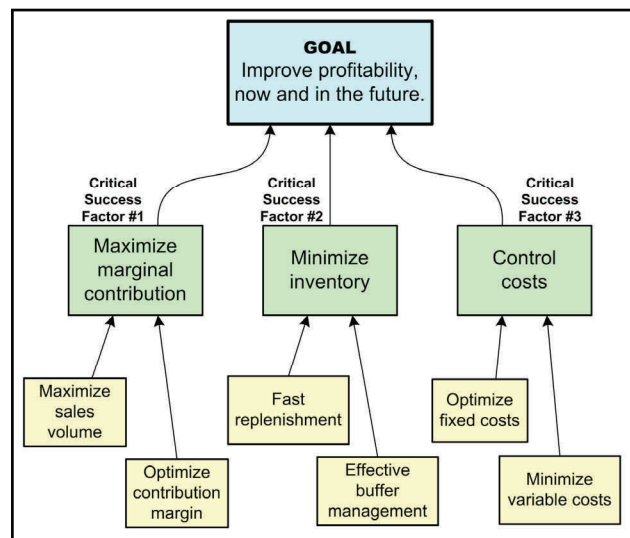 GOAL
Improve profitability,
now and in the future.
Critical
Success
Factor #1
Critical
Success
Factor #2
Critical
Success
Factor #3
Maximize
marginal
contribution
Minimize
inventory
Control
costs
Maximize
sales
volume
Fast
replenishment
Optimize
fixed costs
Optimize
contribution
margin
Effective
buffer
management
Minimize
variable costs